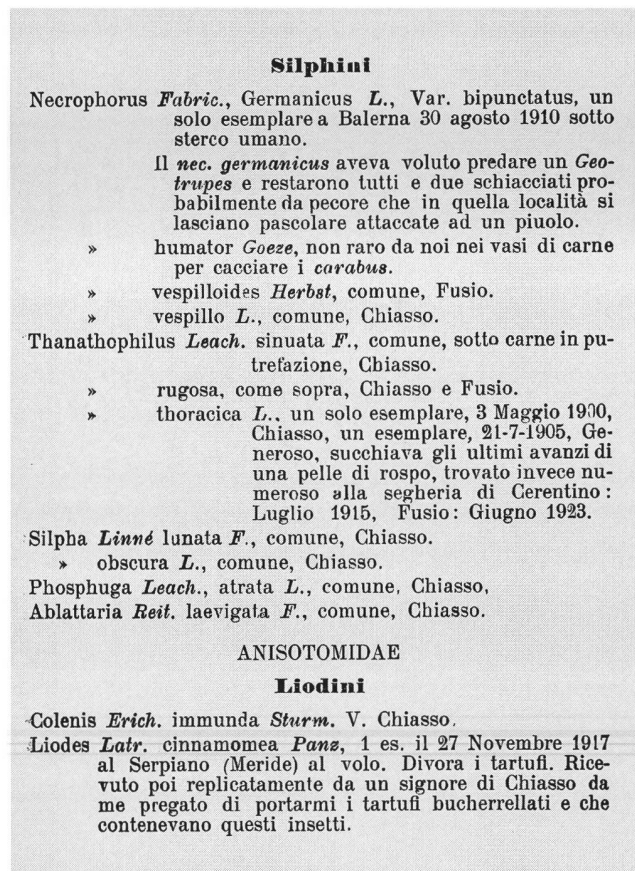 Silphini
Necrophorus Fabric., Germanicus L., Var. bipunctatus, un
solo esemplare a Balerna 30 agosto 1910 sotto
sterco umano.
Il nec. germanicus aveva voluto predare un Geo-
trupes e restarono tutti e due schiacciati pro-
babilmente da pecore che in quella località si
lasciano pascolare attaccate ad un piuolo.
» humator Goeze, non raro da noi nei vasi di carne
per cacciare i carabus.
» vespilloides Herbst, comune, Fusio.
» vespillo L., comune, Chiasso.
Thanathophilus Leach. sinuata F., comune, sotto carne in pu-
trefazione, Chiasso.
» rugosa, come sopra, Chiasso e Fusio.
» thoracica L., un solo esemplare, 3 Maggio 1900,
Chiasso, un esemplare, 21-7-1905, Ge-
neroso, succhiava gli ultimi avanzi di
una pelle di rospo, trovato invece nu-
meroso alla segheria di Cerentino:
Luglio 1915, Fusio: Giugno 1923.
Silpha Linné lunata F., comune, Chiasso.
» obscura L., comune, Chiasso.
Phosphuga Leach., atrata L., comune, Chiasso,
Ablattaria Reit. laevigata F., comune, Chiasso.
ANISOTOMIDAE
Liodini
Colenis Erich. immunda Sturm. V. Chiasso.
Liodes Latr. cinnamomea Panz, 1 es. il 27 Novembre 1917
al Serpiano (Meride) al volo. Divora i tartufi. Rice-
vuto poi replicatamente da un signore di Chiasso da
me pregato di portarmi i tartufi bucherrellati e che
contenevano questi insetti.